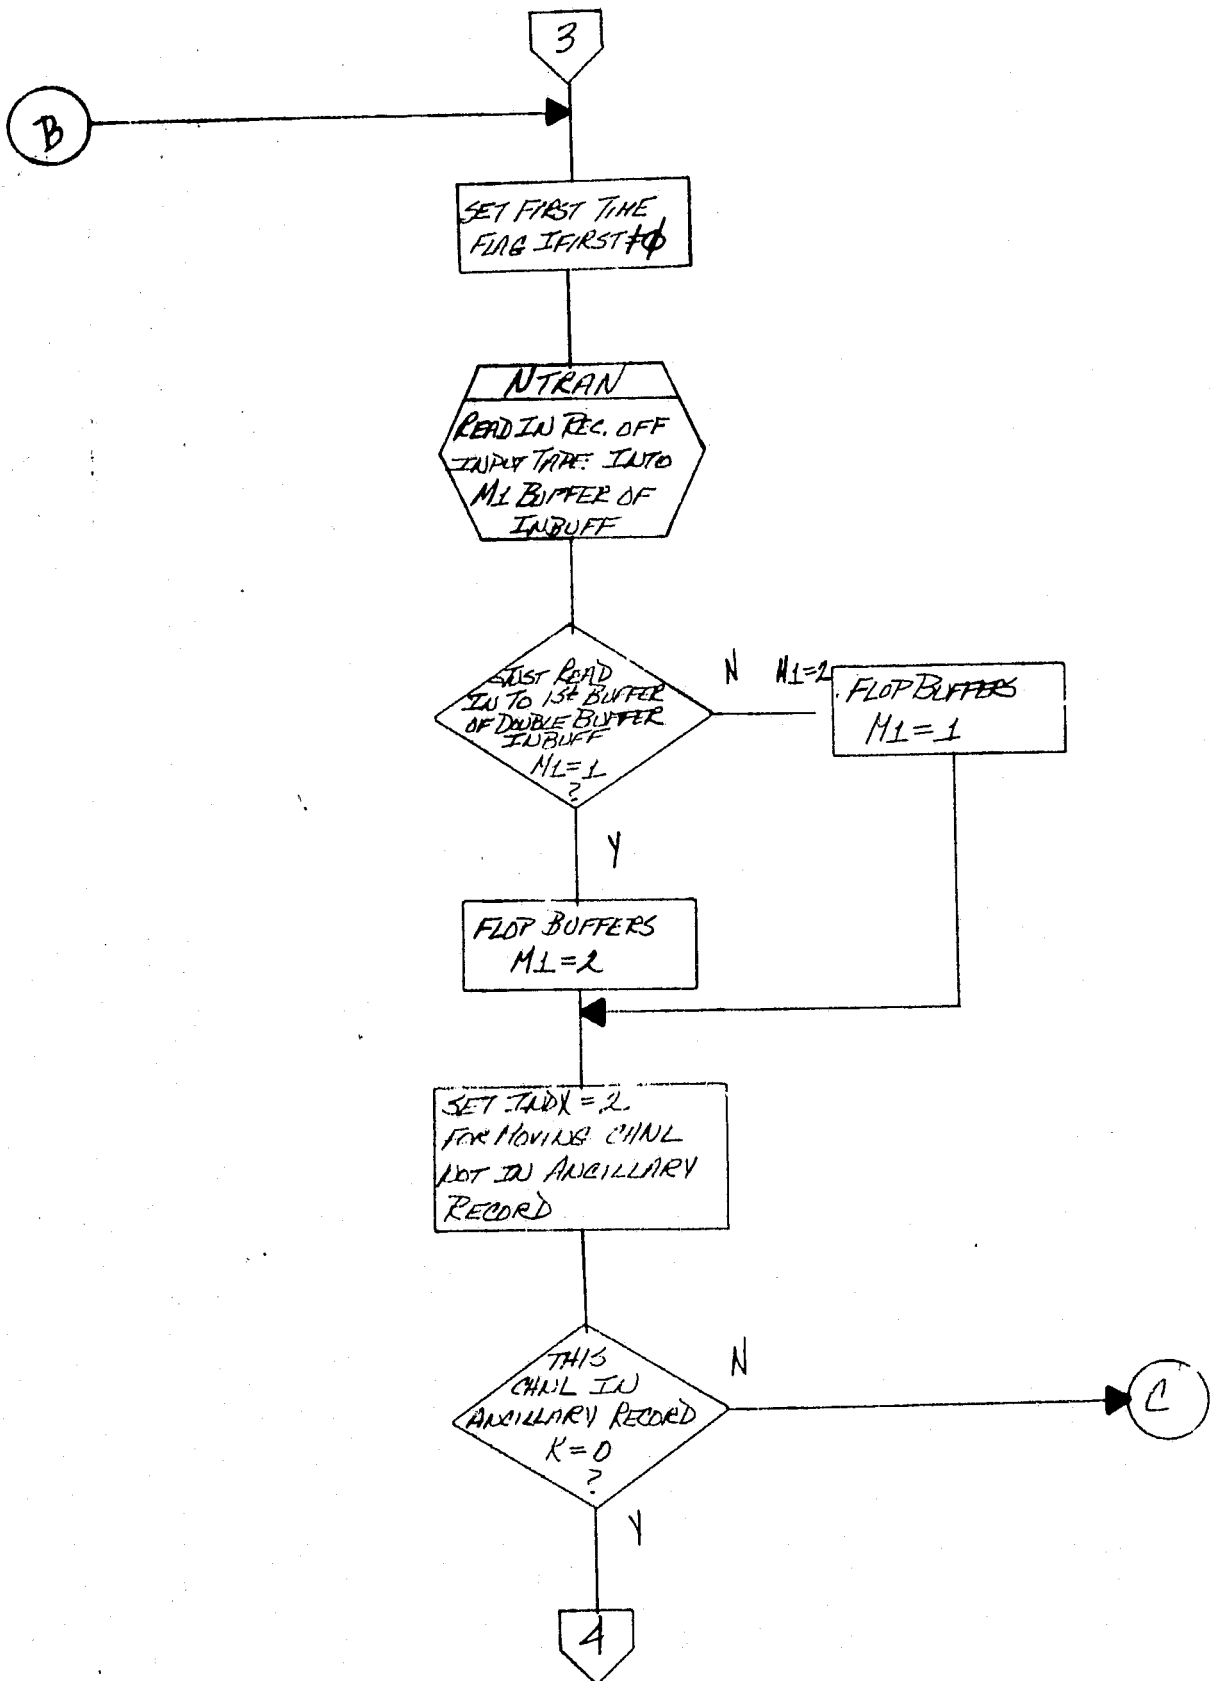 3
B
SET FIRST TIME
FLAG IFIRST ≠ Ø
NTRAN
READ IN REC. OFF
INPUT TAPE INTO
M1 BUFFER OF
INBUFF
JUST READ
IN TO 1st BUFFER
OF DOUBLE BUFFER
INBUFF
M1=1
?
N M1=2
FLOP BUFFERS
M1=1
Y
FLOP BUFFERS
M1=2
SET INDX = 2
FOR MOVING CHNL
NOT IN ANCILLARY
RECORD
THIS
CHNL IN
ANCILLARY RECORD
K=0
?
N
C
Y
4